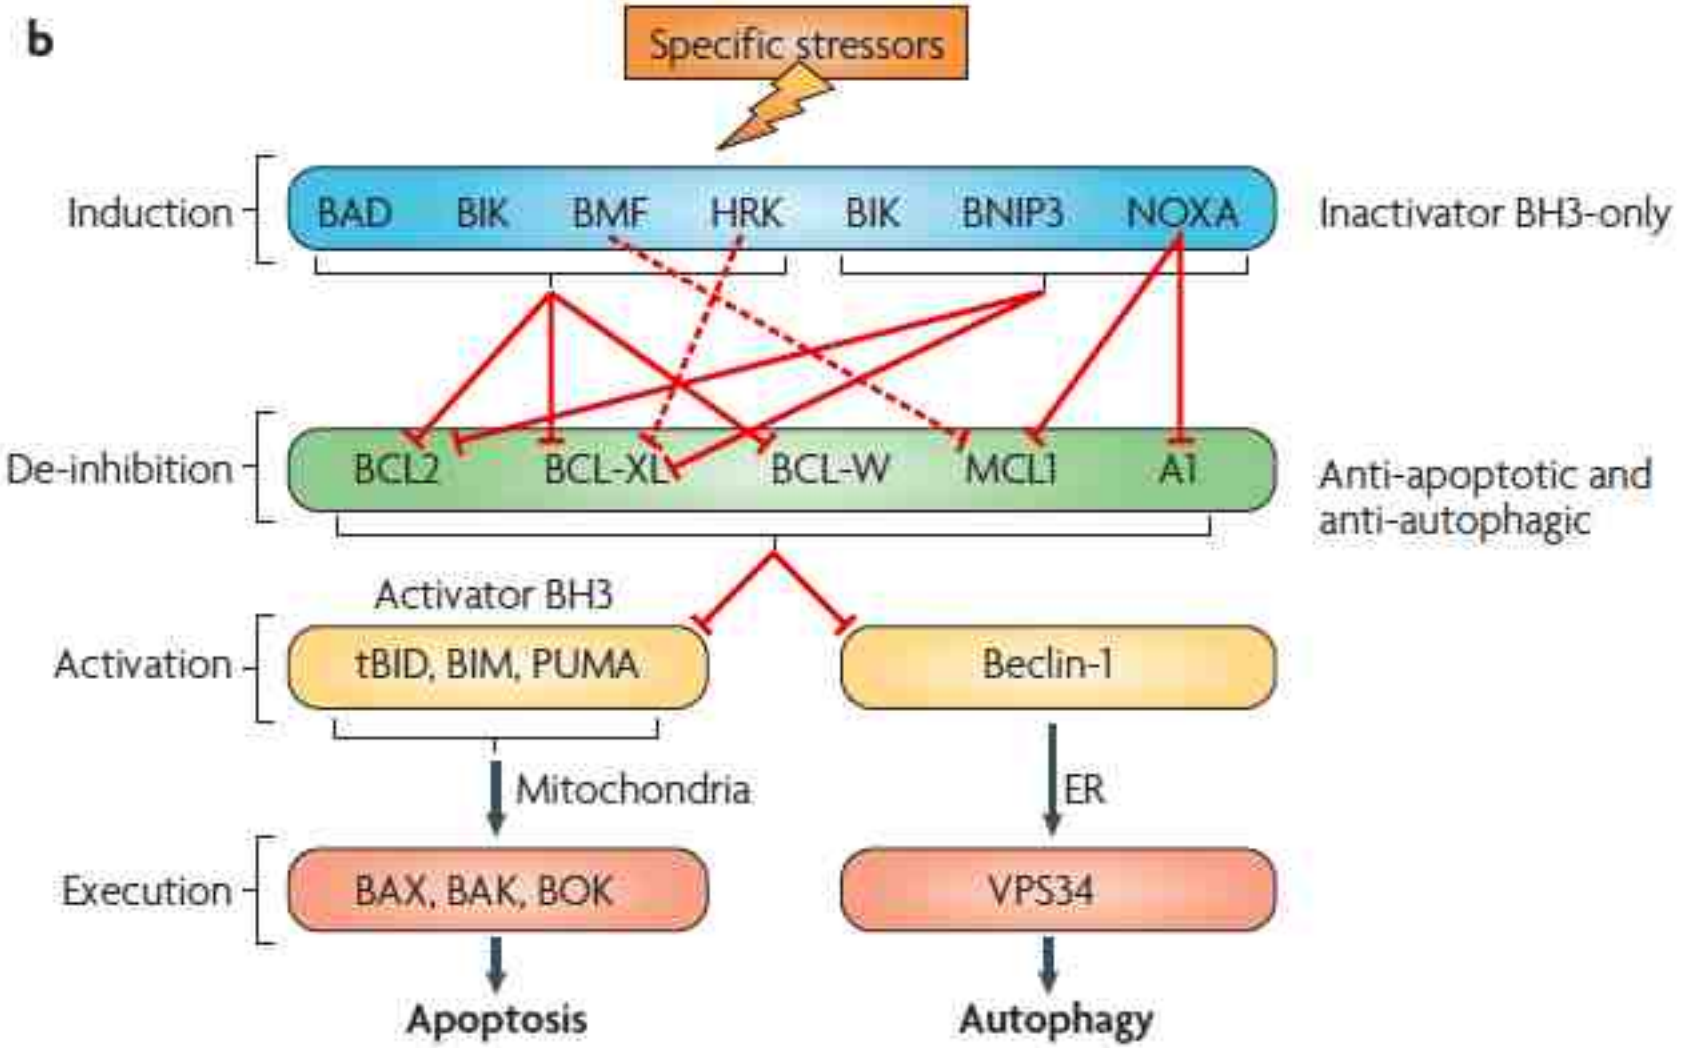 b
Specific stressors
Induction
BAD BIK BMF HRK BIK BNIP3 NOXA
Inactivator BH3-only
De-inhibition
BCL2 BCL-XL BCL-W MCL1 A1
Anti-apoptotic and
anti-autophagic
Activator BH3
Activation
tBID, BIM, PUMA
Beclin-1
Mitochondria
ER
Execution
BAX, BAK, BOK
VPS34
Apoptosis
Autophagy